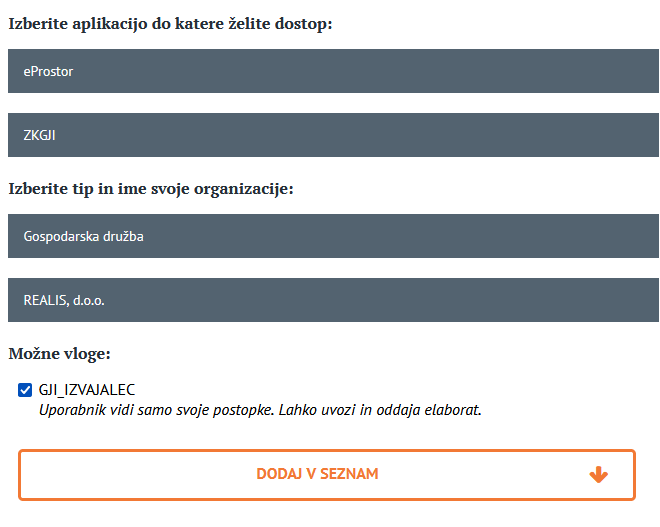 Izberite aplikacijo do katere želite dostop:
eProstor
ZKGJI
Izberite tip in ime svoje organizacije:
Gospodarska družba
REALIS, d.o.o.
Možne vloge:
GJI_IZVAJALEC
Uporabnik vidi samo svoje postopke. Lahko uvozi in oddaja elaborat.
DODAJ V SEZNAM